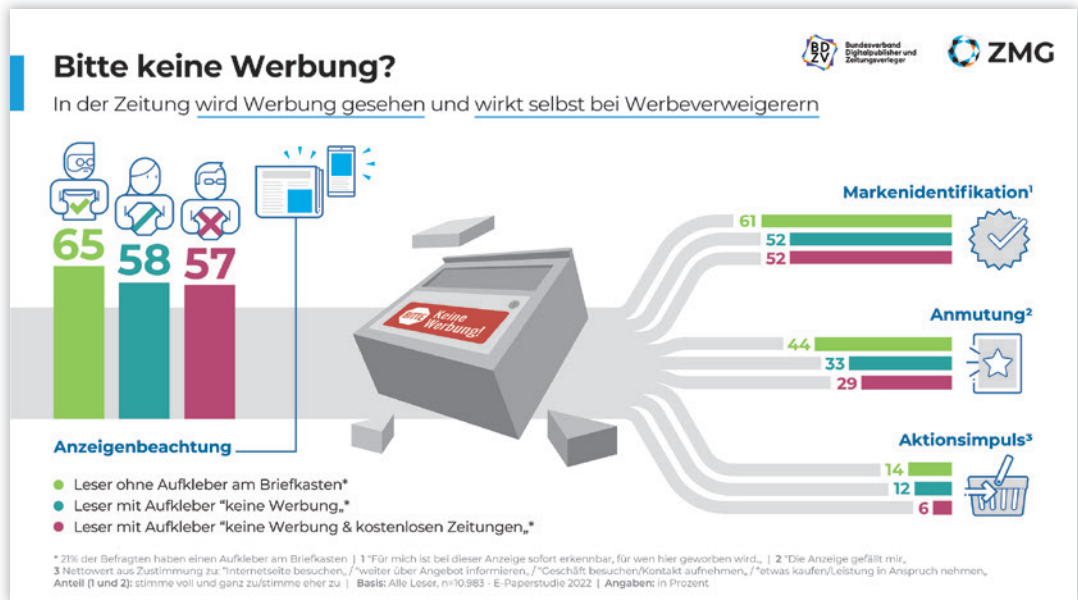 Bitte keine Werbung?
In der Zeitung wird Werbung gesehen und wirkt selbst bei Werbeverweigerern
BD
ZV
Bundesverband
Digitalpublisher und
Zeitungsverleger
ZMG
65
58
57
Anzeigenbeachtung
BITTE Keine
Werbung!
Markenidentifikation¹
61
52
52
Anmutung²
44
33
29
Aktionsimpuls³
14
12
6
Leser ohne Aufkleber am Briefkasten*
Leser mit Aufkleber "keine Werbung„*
Leser mit Aufkleber "keine Werbung & kostenlosen Zeitungen„*
* 21% der Befragten haben einen Aufkleber am Briefkasten | 1 "Für mich ist bei dieser Anzeige sofort erkennbar, für wen hier geworben wird„ | 2 "Die Anzeige gefällt mir„
3 Nettowert aus Zustimmung zu: "Internetseite besuchen„ / "weiter über Angebot informieren„ / "Geschäft besuchen/Kontakt aufnehmen„ / "etwas kaufen/Leistung in Anspruch nehmen„
Anteil (1 und 2): stimme voll und ganz zu/stimme eher zu | Basis: Alle Leser, n=10.983 - E-Paperstudie 2022 | Angaben: in Prozent